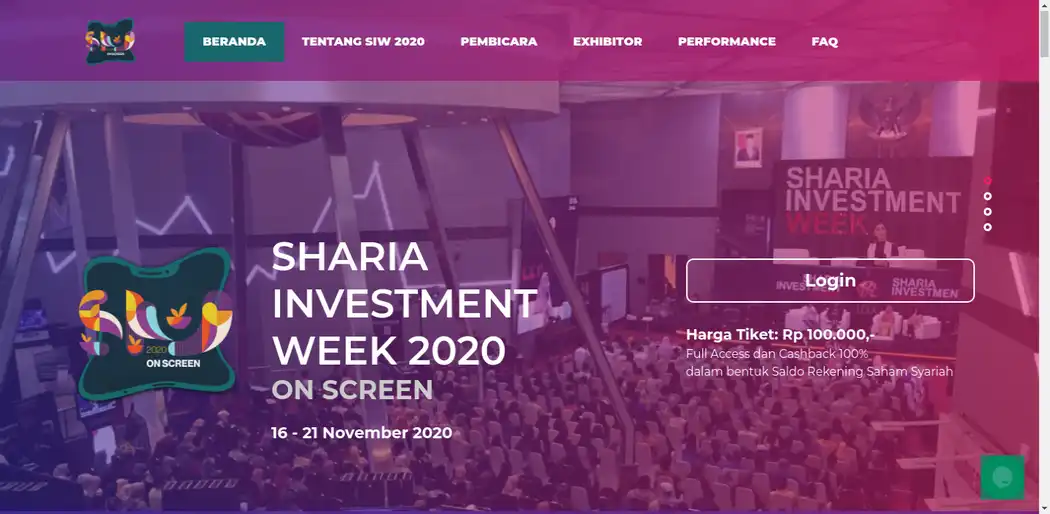 BERANDA
TENTANG SIW 2020
PEMBICARA
EXHIBITOR
PERFORMANCE
FAQ
SHARIA
INVESTMENT
WEEK
SHARIA
INVESTMENT
WEEK 2020
ON SCREEN
16 - 21 November 2020
2020
ON SCREEN
Login
SHARIA
INVESTMEN
Harga Tiket: Rp 100.000,-
Full Access dan Cashback 100%
dalam bentuk Saldo Rekening Saham Syariah